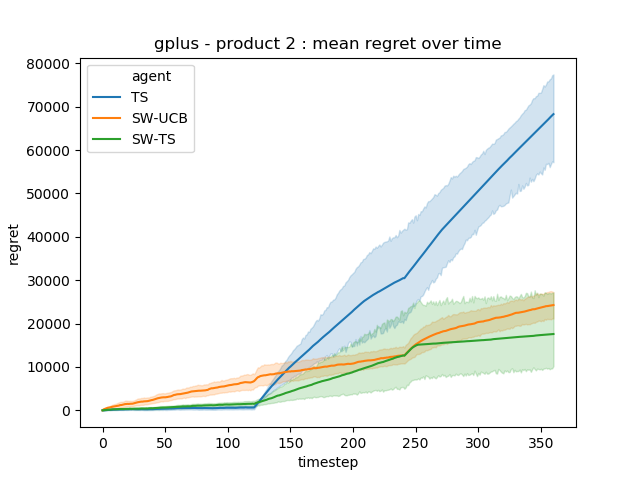 gplus - product 2 : mean regret over time
agent
TS
SW-UCB
SW-TS
80000
70000
60000
50000
40000
30000
20000
10000
0
regret
0 50 100 150 200 250 300 350
timestep